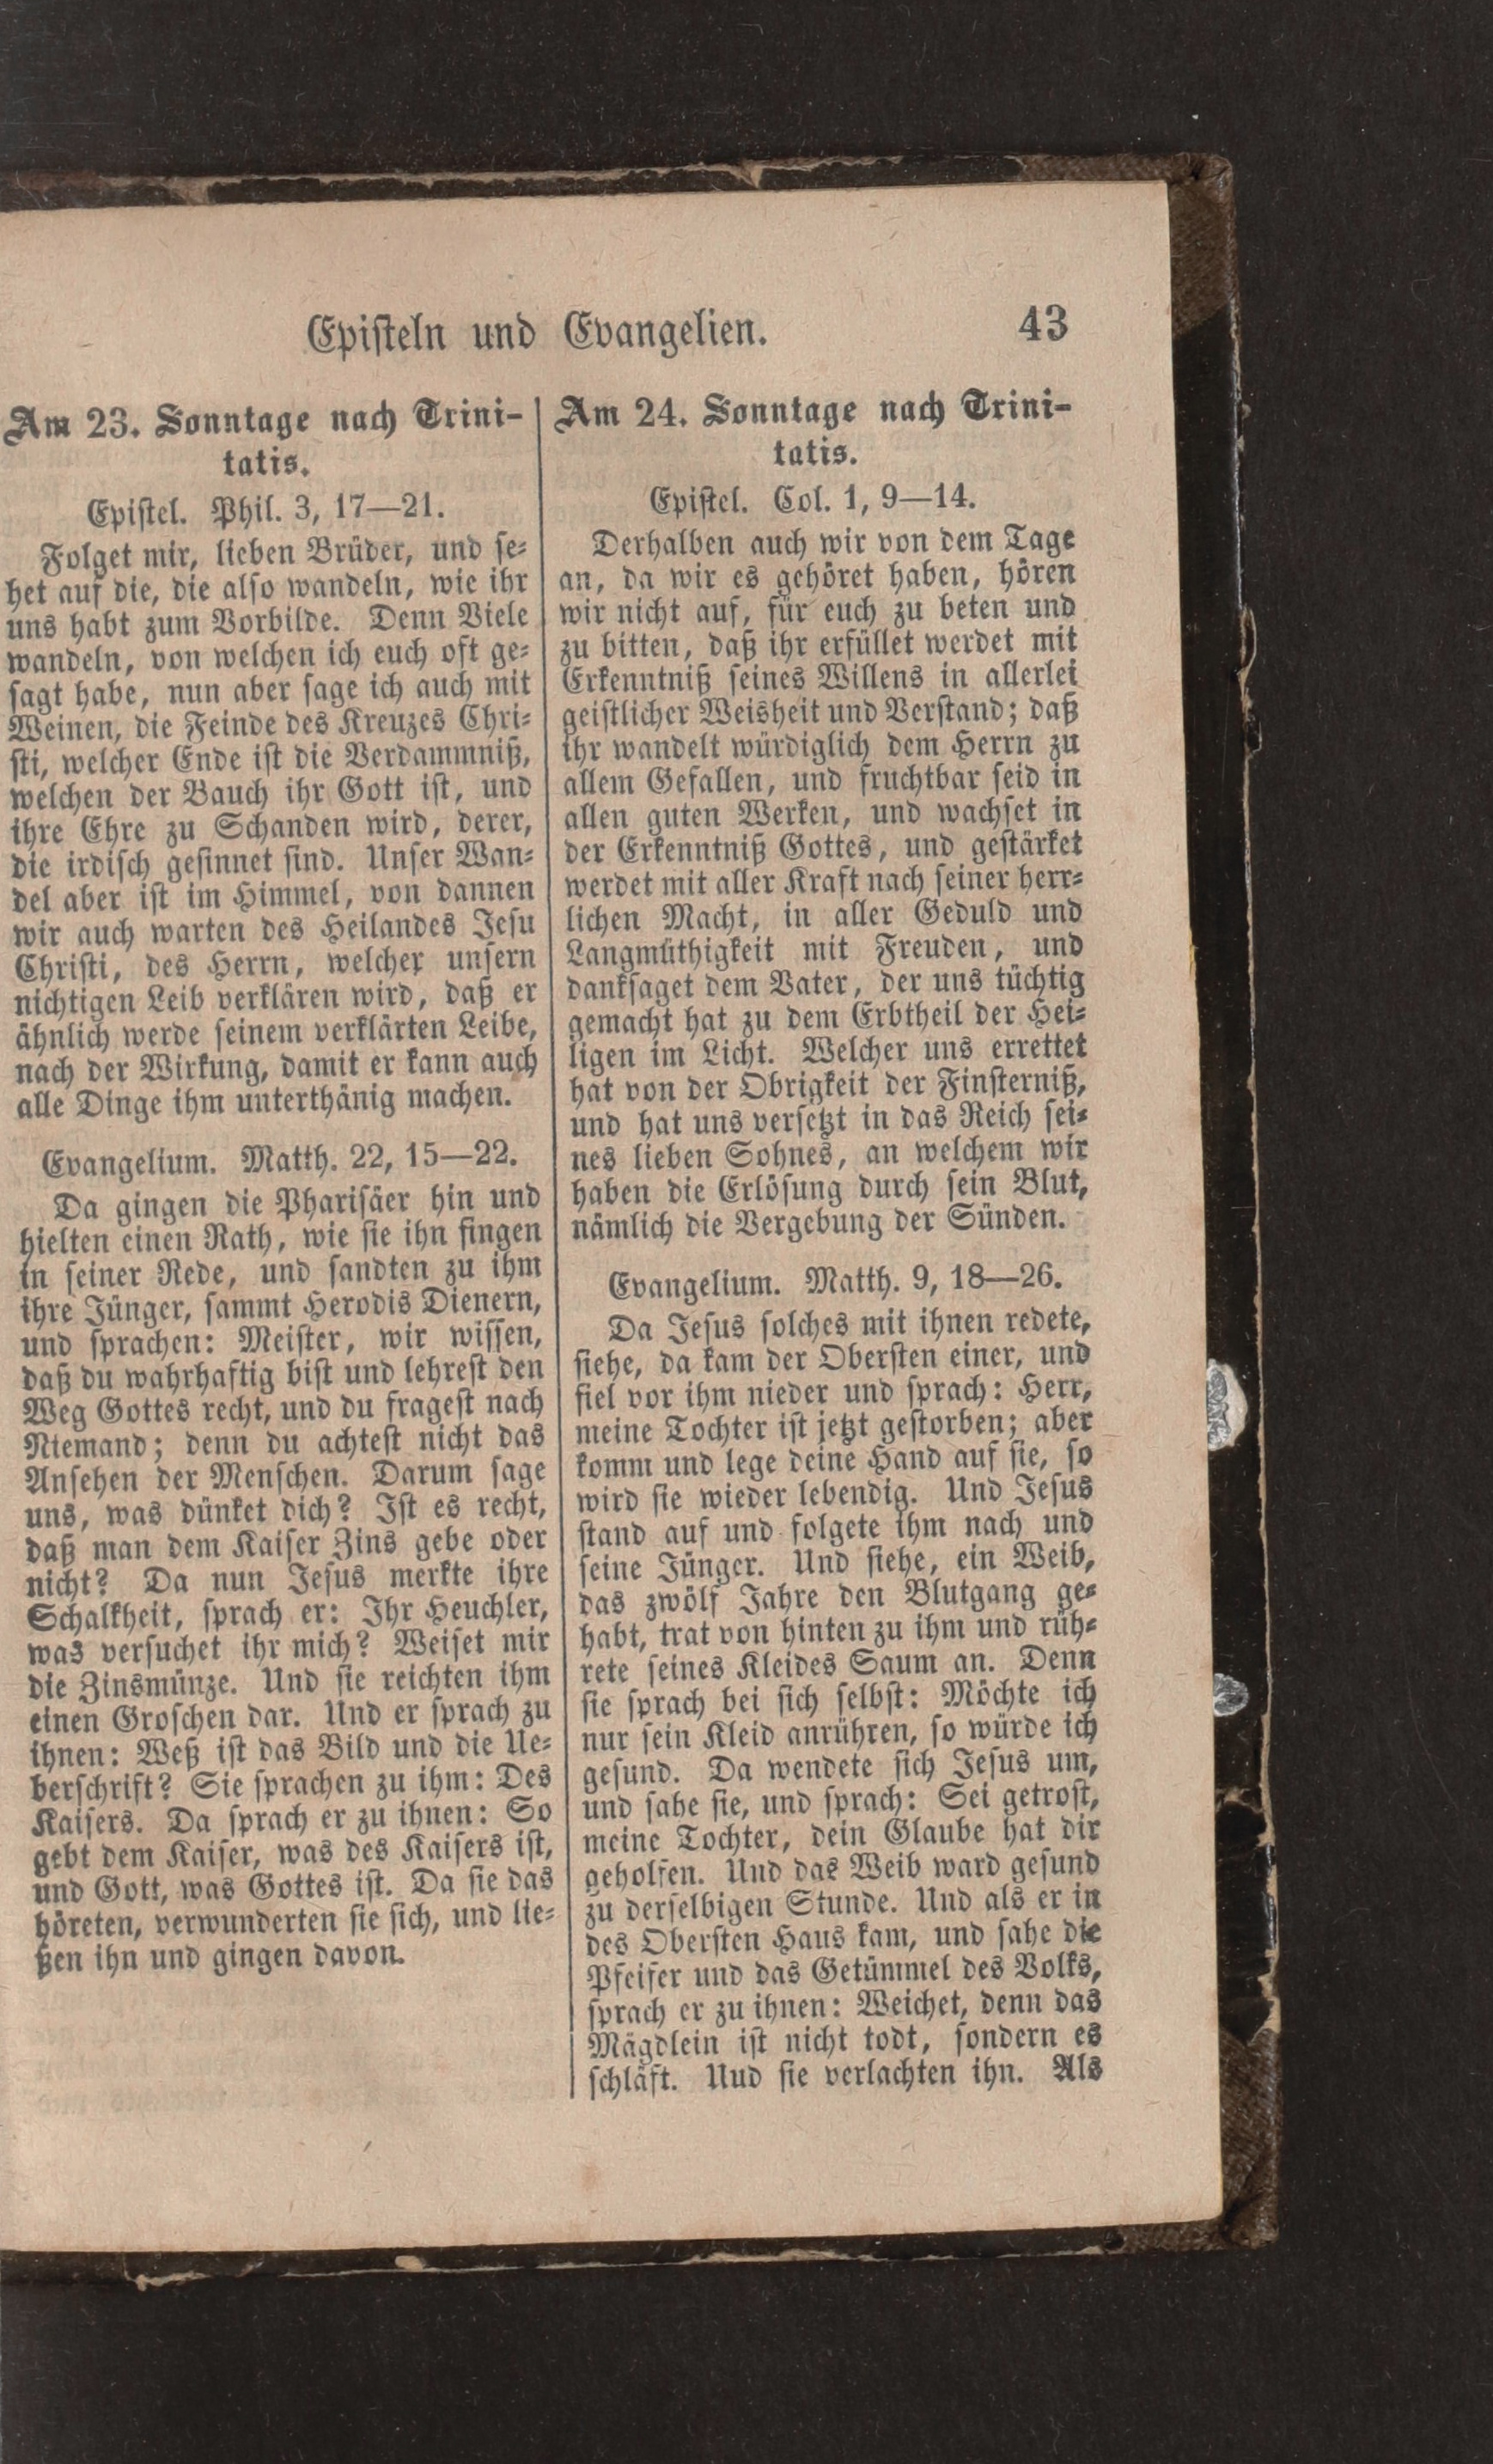 Epiſteln und Evangelien. 43
Am 23. Sonntage nach Trini-
tatis.
Epiſtel. Phil. 3, 17—21.
Folget mir, lieben Brüder, und ſe-
het auf die, die alſo wandeln, wie ihr
uns habt zum Vorbilde. Denn Viele
wandeln, von welchen ich euch oft ge-
ſagt habe, nun aber ſage ich auch mit
Weinen, die Feinde des Kreuzes Chri-
ſti, welcher Ende iſt die Verdammniß,
welchen der Bauch ihr Gott iſt, und
ihre Ehre zu Schanden wird, derer,
die irdiſch geſinnet ſind. Unſer Wan-
del aber iſt im Himmel, von dannen
wir auch warten des Heilandes Jeſu
Chriſti, des Herrn, welcher unſern
nichtigen Leib verklären wird, daß er
ähnlich werde ſeinem verklärten Leibe,
nach der Wirkung, damit er kann auch
alle Dinge ihm unterthänig machen.
Evangelium. Matth. 22, 15—22.
Da gingen die Phariſäer hin und
hielten einen Rath, wie ſie ihn fingen
in ſeiner Rede, und ſandten zu ihm
ihre Jünger, ſammt Herodis Dienern,
und ſprachen: Meiſter, wir wiſſen,
daß du wahrhaftig biſt und lehreſt den
Weg Gottes recht, und du frageſt nach
Niemand; denn du achteſt nicht das
Anſehen der Menſchen. Darum ſage
uns, was dünket dich? Iſt es recht,
daß man dem Kaiſer Zins gebe oder
nicht? Da nun Jeſus merkte ihre
Schalkheit, ſprach er: Ihr Heuchler,
was verſuchet ihr mich? Weiſet mir
die Zinsmünze. Und ſie reichten ihm
einen Groſchen dar. Und er ſprach zu
ihnen: Weß iſt das Bild und die Ue-
berſchrift? Sie ſprachen zu ihm: Des
Kaiſers. Da ſprach er zu ihnen: So
gebt dem Kaiſer, was des Kaiſers iſt,
und Gott, was Gottes iſt. Da ſie das
höreten, verwunderten ſie ſich, und lie-
ßen ihn und gingen davon.
Am 24. Sonntage nach Trini-
tatis.
Epiſtel. Col. 1, 9—14.
Derhalben auch wir von dem Tage
an, da wir es gehöret haben, hören
wir nicht auf, für euch zu beten und
zu bitten, daß ihr erfüllet werdet mit
Erkenntniß ſeines Willens in allerlei
geiſtlicher Weisheit und Verſtand; daß
ihr wandelt würdiglich dem Herrn zu
allem Gefallen, und fruchtbar ſeid in
allen guten Werken, und wachſet in
der Erkenntniß Gottes, und geſtärket
werdet mit aller Kraft nach ſeiner herr-
lichen Macht, in aller Geduld und
Langmüthigkeit mit Freuden, und
dankſaget dem Vater, der uns tüchtig
gemacht hat zu dem Erbtheil der Hei-
ligen im Licht. Welcher uns errettet
hat von der Obrigkeit der Finſterniß,
und hat uns verſetzt in das Reich ſei-
nes lieben Sohnes, an welchem wir
haben die Erlöſung durch ſein Blut,
nämlich die Vergebung der Sünden.
Evangelium. Matth. 9, 18—26.
Da Jeſus ſolches mit ihnen redete,
ſiehe, da kam der Oberſten einer, und
fiel vor ihm nieder und ſprach: Herr,
meine Tochter iſt jetzt geſtorben; aber
komm und lege deine Hand auf ſie, ſo
wird ſie wieder lebendig. Und Jeſus
ſtand auf und folgete ihm nach und
ſeine Jünger. Und ſiehe, ein Weib,
das zwölf Jahre den Blutgang ge-
habt, trat von hinten zu ihm und rüh-
rete ſeines Kleides Saum an. Denn
ſie ſprach bei ſich ſelbſt: Möchte ich
nur ſein Kleid anrühren, ſo würde ich
geſund. Da wendete ſich Jeſus um,
und ſahe ſie, und ſprach: Sei getroſt,
meine Tochter, dein Glaube hat dir
geholfen. Und das Weib ward geſund
zu derſelbigen Stunde. Und als er in
des Oberſten Haus kam, und ſahe die
Pfeifer und das Getümmel des Volks,
ſprach er zu ihnen: Weichet, denn das
Mägdlein iſt nicht todt, ſondern es
ſchläft. Uud ſie verlachten ihn. Als